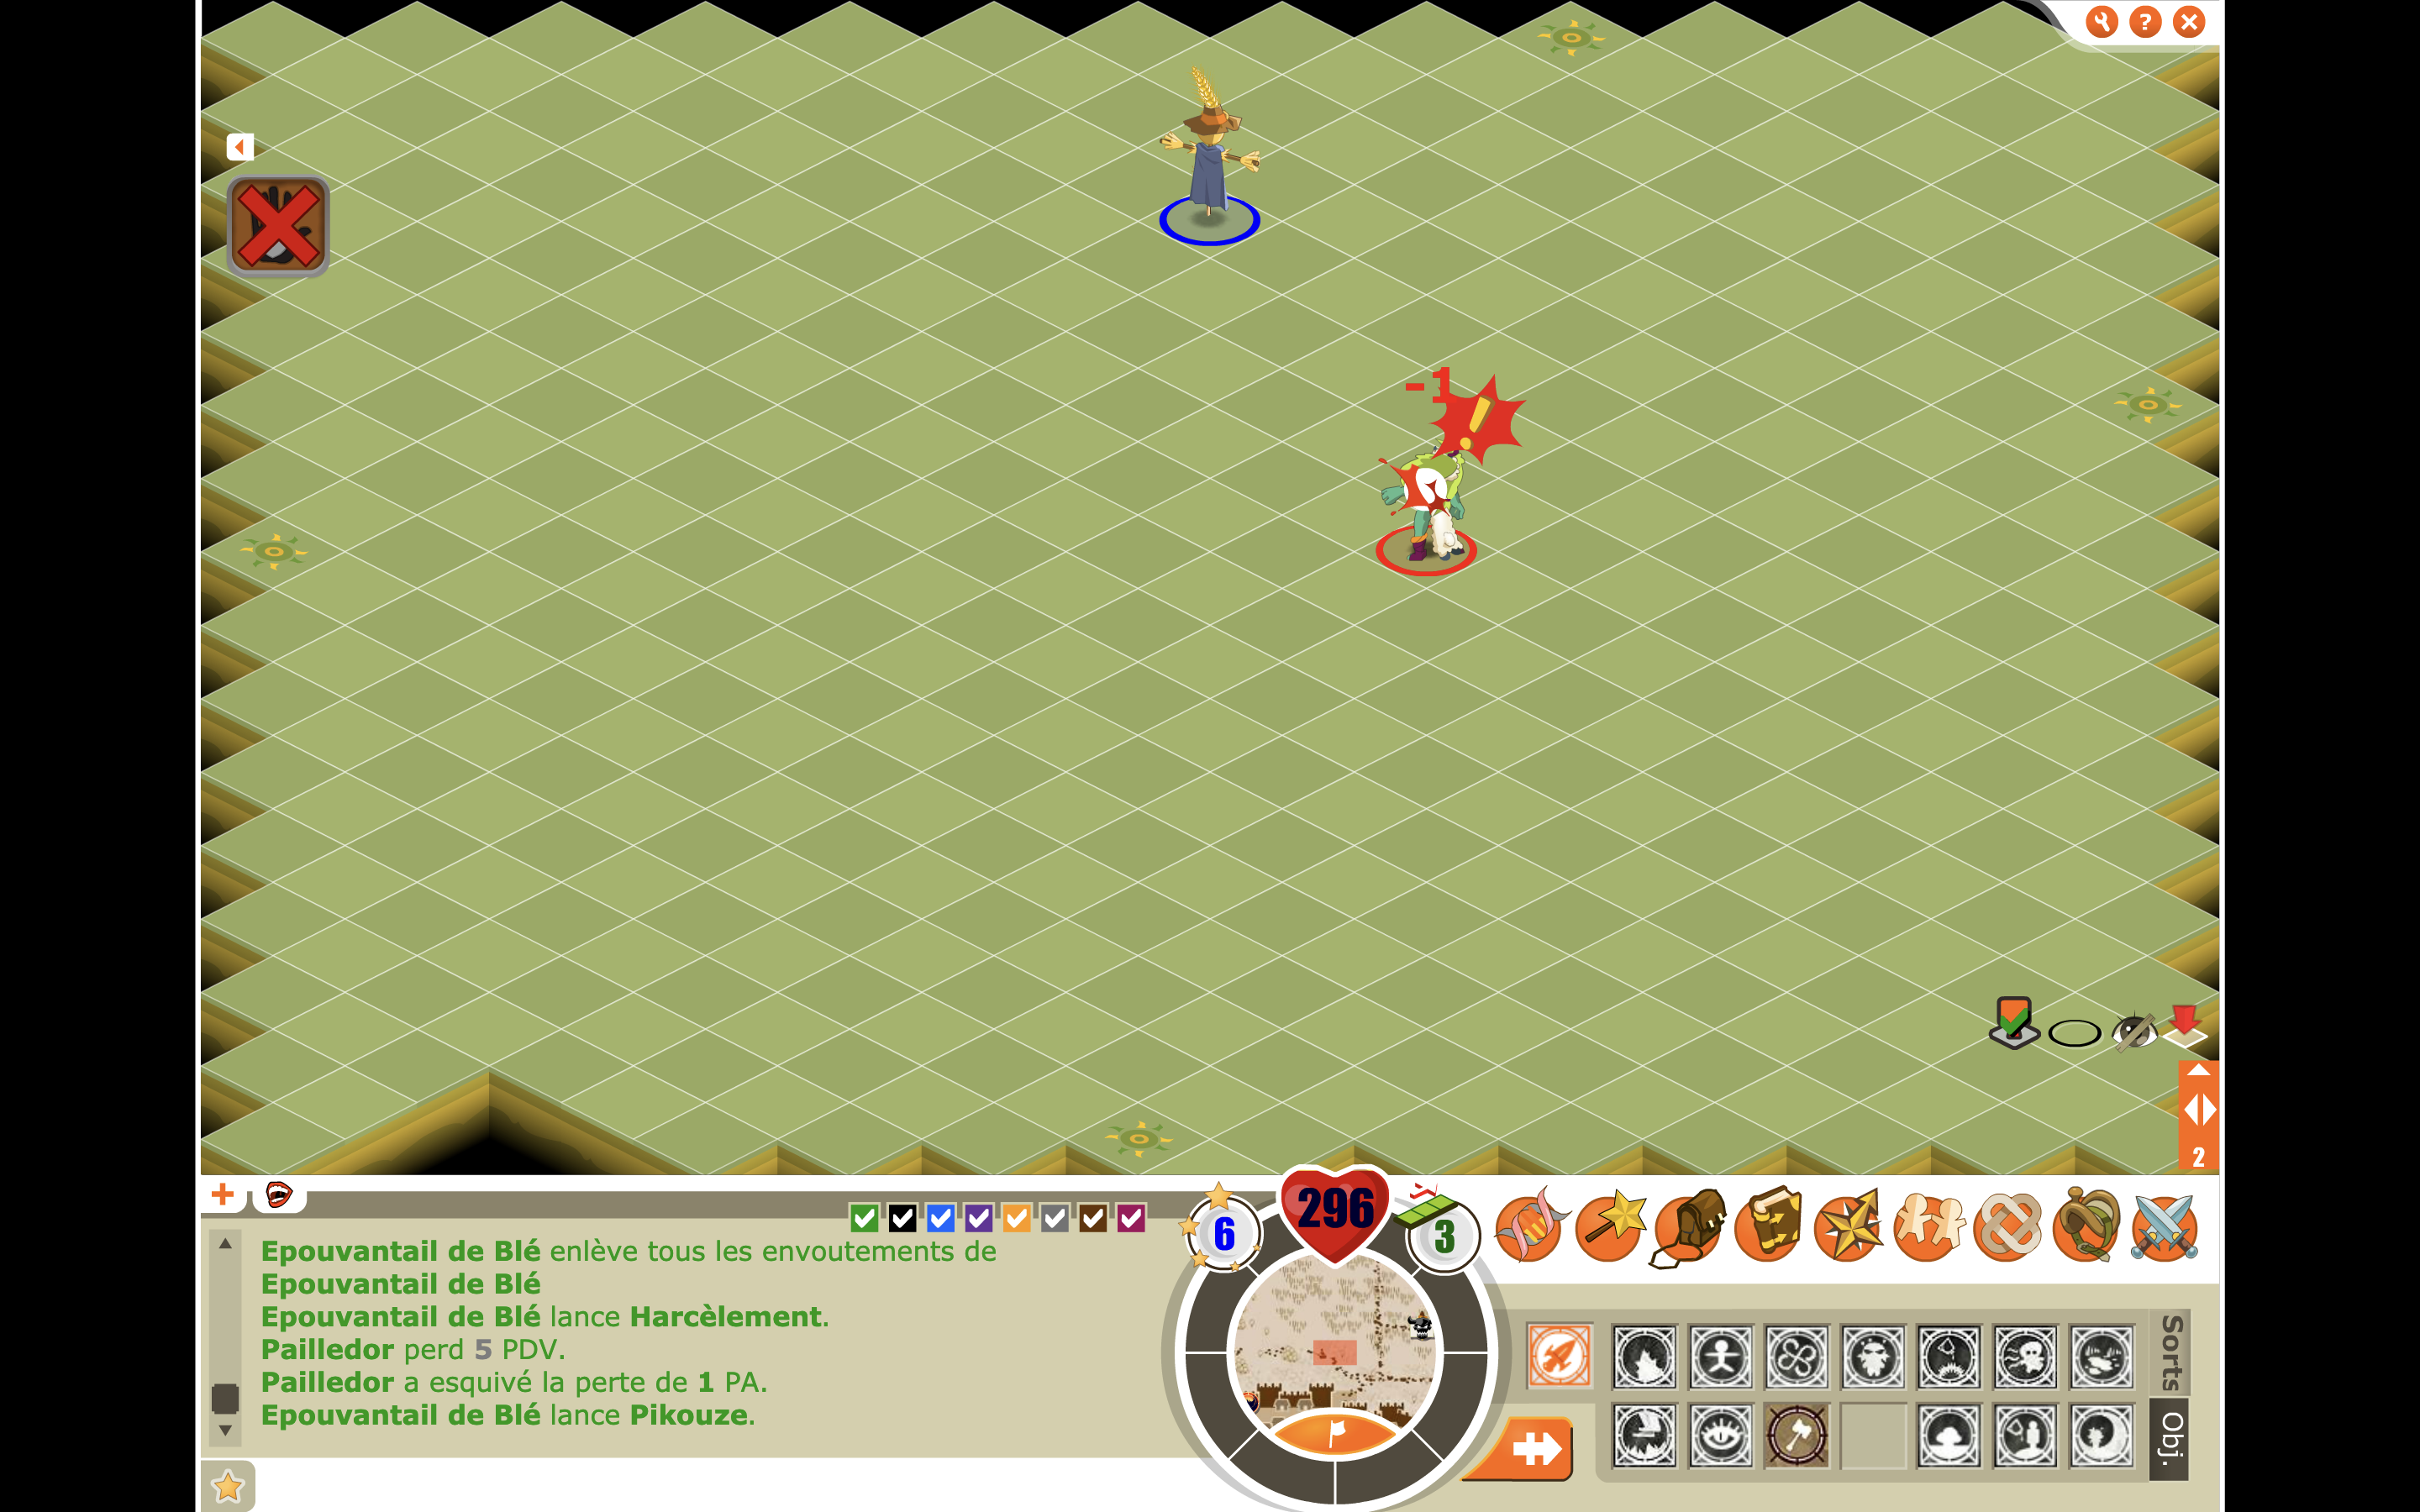 ?
-1
!
2
296
6
3
Epouvantail de Blé enlève tous les envoutements de
Epouvantail de Blé
Epouvantail de Blé lance Harcèlement.
Pailledor perd 5 PDV.
Pailledor a esquivé la perte de 1 PA.
Epouvantail de Blé lance Pikouze.
Sorts
Obj.